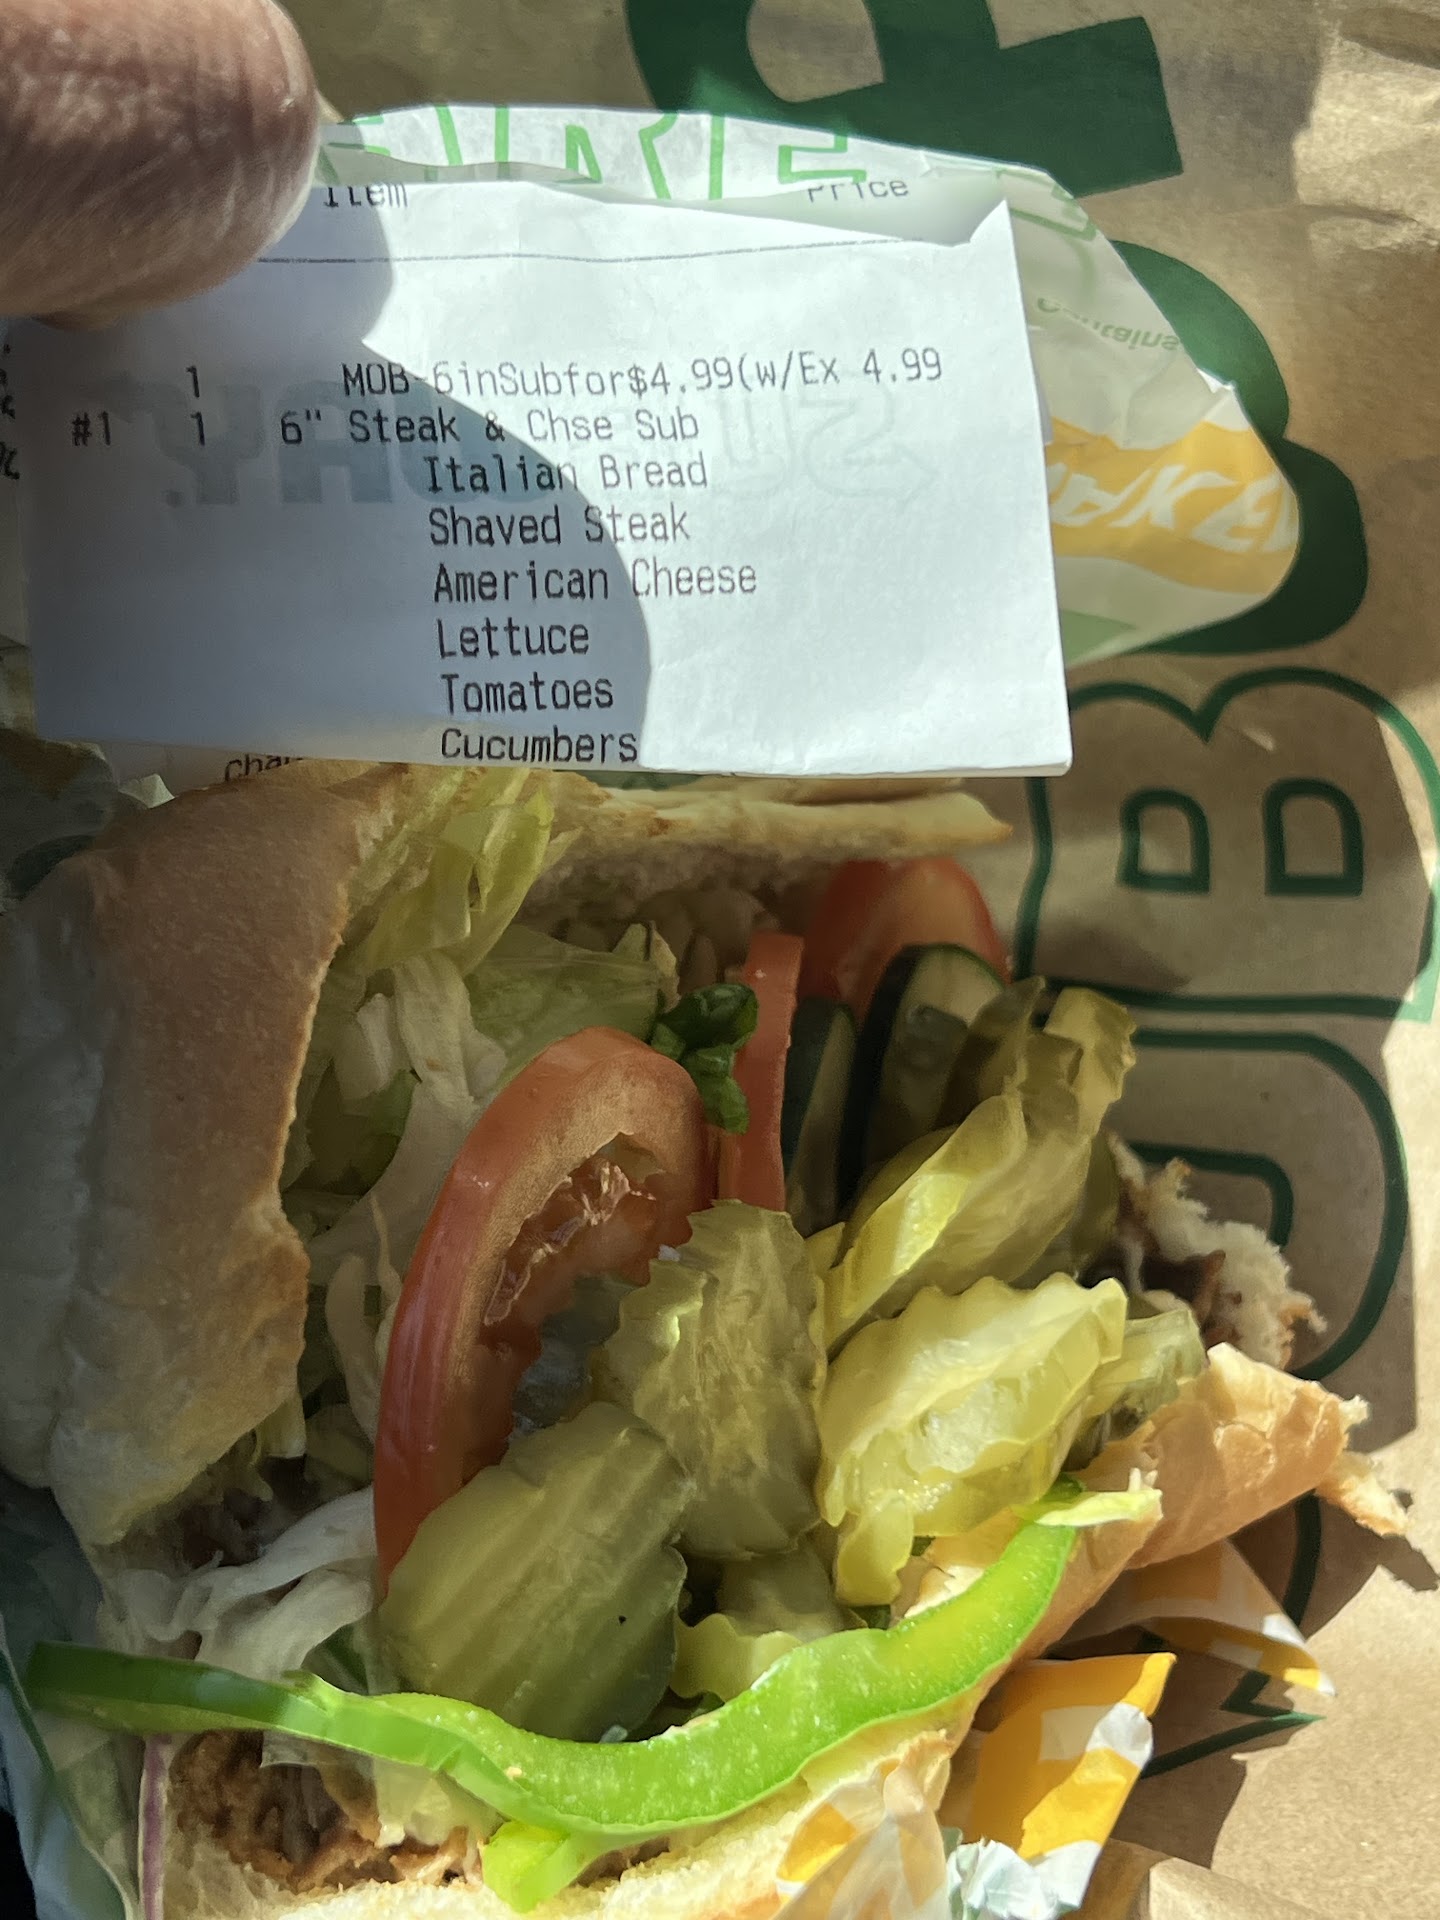 Item Price
1 MOB-6inSubfor$4.99(w/Ex 4.99
#1 1 6" Steak & Chse Sub
Italian Bread
Shaved Steak
American Cheese
Lettuce
Tomatoes
Cucumbers
contains